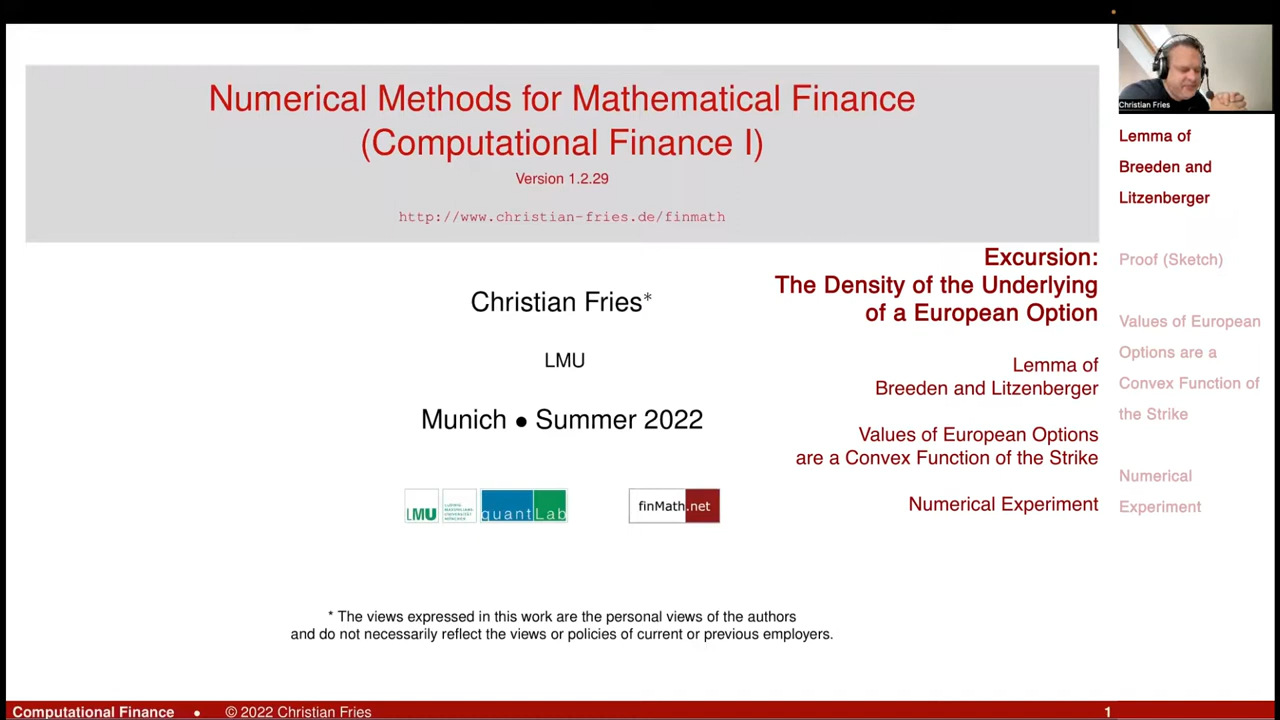 Numerical Methods for Mathematical Finance
(Computational Finance I)
Version 1.2.29
http://www.christian-fries.de/finmath
Christian Fries*
LMU
Munich ● Summer 2022
LMU
quantLab
finMath.net
* The views expressed in this work are the personal views of the authors
and do not necessarily reflect the views or policies of current or previous employers.
Excursion:
The Density of the Underlying
of a European Option
Lemma of
Breeden and Litzenberger
Values of European Options
are a Convex Function of the Strike
Numerical Experiment
Christian Fries
Lemma of
Breeden and
Litzenberger
Proof (Sketch)
Values of European
Options are a
Convex Function of
the Strike
Numerical
Experiment
Computational Finance ● © 2022 Christian Fries
1